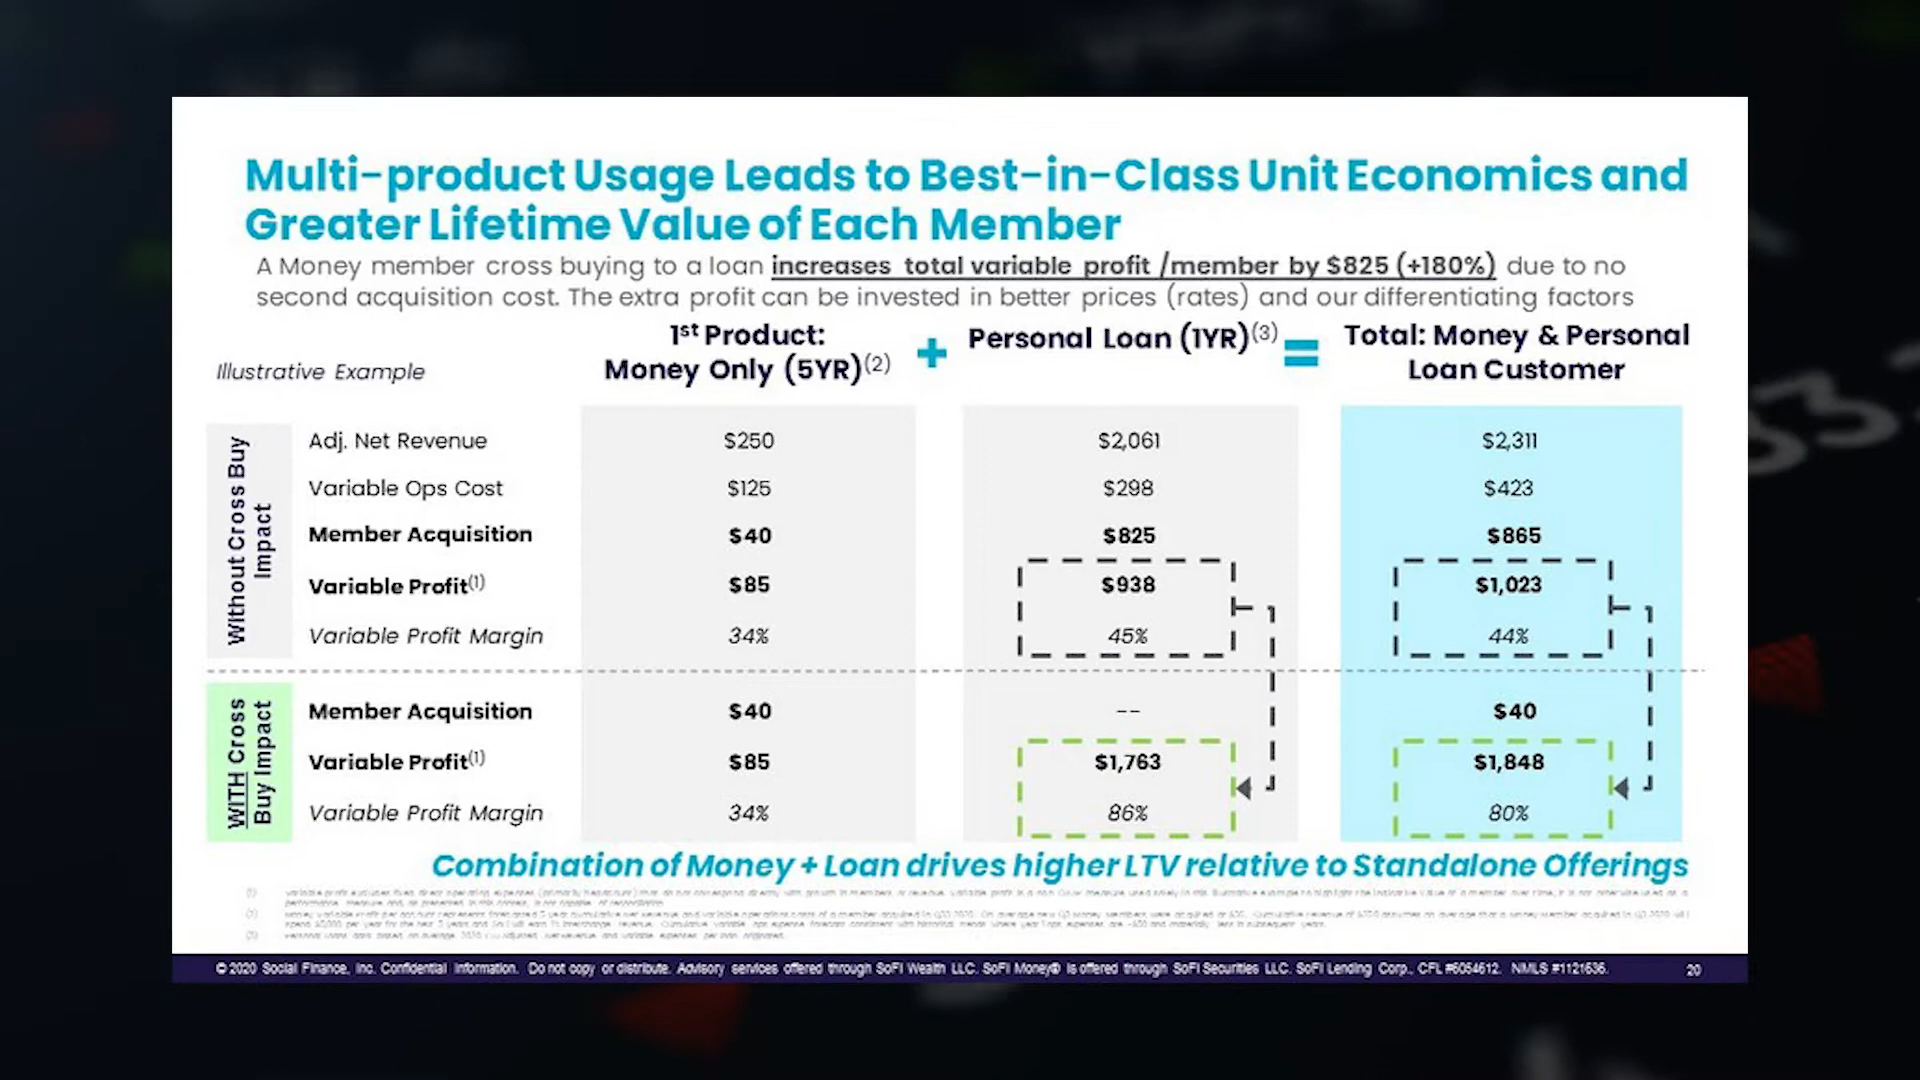 Multi-product Usage Leads to Best-in-Class Unit Economics and
Greater Lifetime Value of Each Member
A Money member cross buying to a loan increases total variable profit /member by $825 (+180%) due to no
second acquisition cost. The extra profit can be invested in better prices (rates) and our differentiating factors
Illustrative Example
1st Product:
Money Only (5YR)(2)
+
Personal Loan (1YR)(3)
=
Total: Money & Personal
Loan Customer
Without Cross Buy
Impact
Adj. Net Revenue $250 $2,061 $2,311
Variable Ops Cost $125 $298 $423
Member Acquisition $40 $825 $865
Variable Profit(1) $85 $938 $1,023
Variable Profit Margin 34% 45% 44%
WITH Cross
Buy Impact
Member Acquisition $40 -- $40
Variable Profit(1) $85 $1,763 $1,848
Variable Profit Margin 34% 86% 80%
Combination of Money + Loan drives higher LTV relative to Standalone Offerings
(1)
(2)
(3)
© 2020 Social Finance, Inc. Confidential Information. Do not copy or distribute. Advisory services offered through SoFi Wealth LLC. SoFi Money® is offered through SoFi Securities LLC. SoFi Lending Corp., CFL #6054612. NMLS #1121636. 20